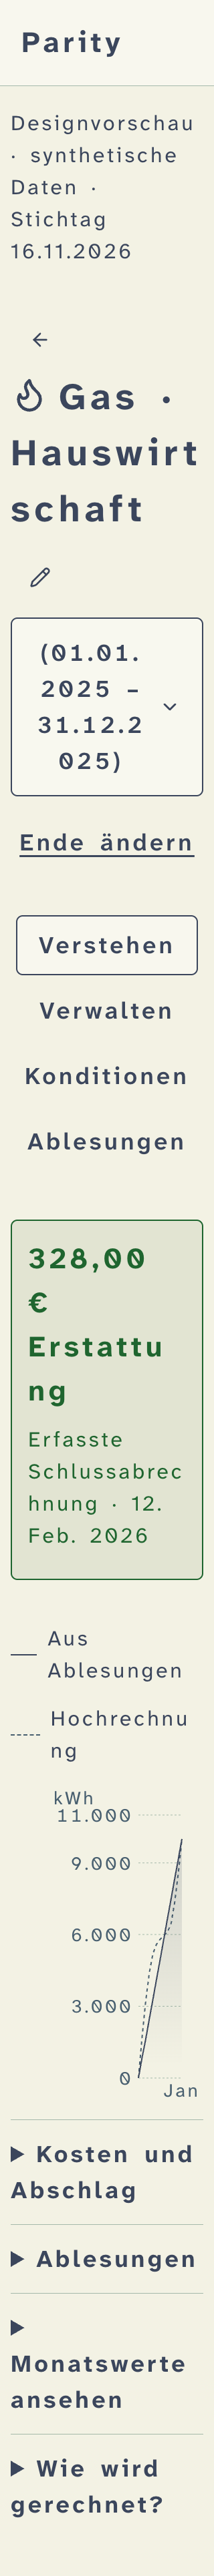 Parity
Designvorschau
· synthetische
Daten ·
Stichtag
16.11.2026
Gas ·
Hauswirt
schaft
(01.01.
2025 –
31.12.2
025)
Ende ändern
Verstehen
Verwalten
Konditionen
Ablesungen
328,00
€
Erstattu
ng
Erfasste
Schlussabrec
hnung · 12.
Feb. 2026
Aus
Ablesungen
Hochrechnu
ng
kWh
11.000
9.000
6.000
3.000
0
Jan
Kosten und
Abschlag
Ablesungen
Monatswerte
ansehen
Wie wird
gerechnet?